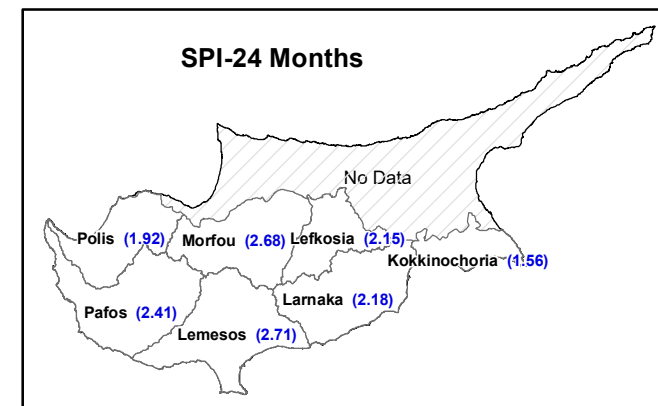 SPI-24 Months
No Data
Polis (1.92)
Morfou (2.68)
Lefkosia (2.15)
Kokkinochoria (1.56)
Pafos (2.41)
Larnaka (2.18)
Lemesos (2.71)